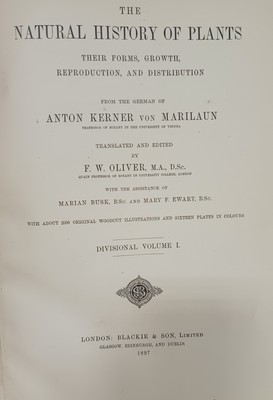 THE
NATURAL HISTORY OF PLANTS
THEIR FORMS, GROWTH,
REPRODUCTION, AND DISTRIBUTION
FROM THE GERMAN OF
ANTON KERNER VON MARILAUN
PROFESSOR OF BOTANY IN THE UNIVERSITY OF VIENNA
TRANSLATED AND EDITED
BY
F. W. OLIVER, M.A., D.Sc.
QUAIN PROFESSOR OF BOTANY IN UNIVERSITY COLLEGE, LONDON
WITH THE ASSISTANCE OF
MARIAN BUSK, B.Sc. AND MARY F. EWART, B.Sc.
WITH ABOUT 2000 ORIGINAL WOODCUT ILLUSTRATIONS AND SIXTEEN PLATES IN COLOURS
DIVISIONAL VOLUME I.
LONDON: BLACKIE & SON, LIMITED
GLASGOW, EDINBURGH, AND DUBLIN
1897